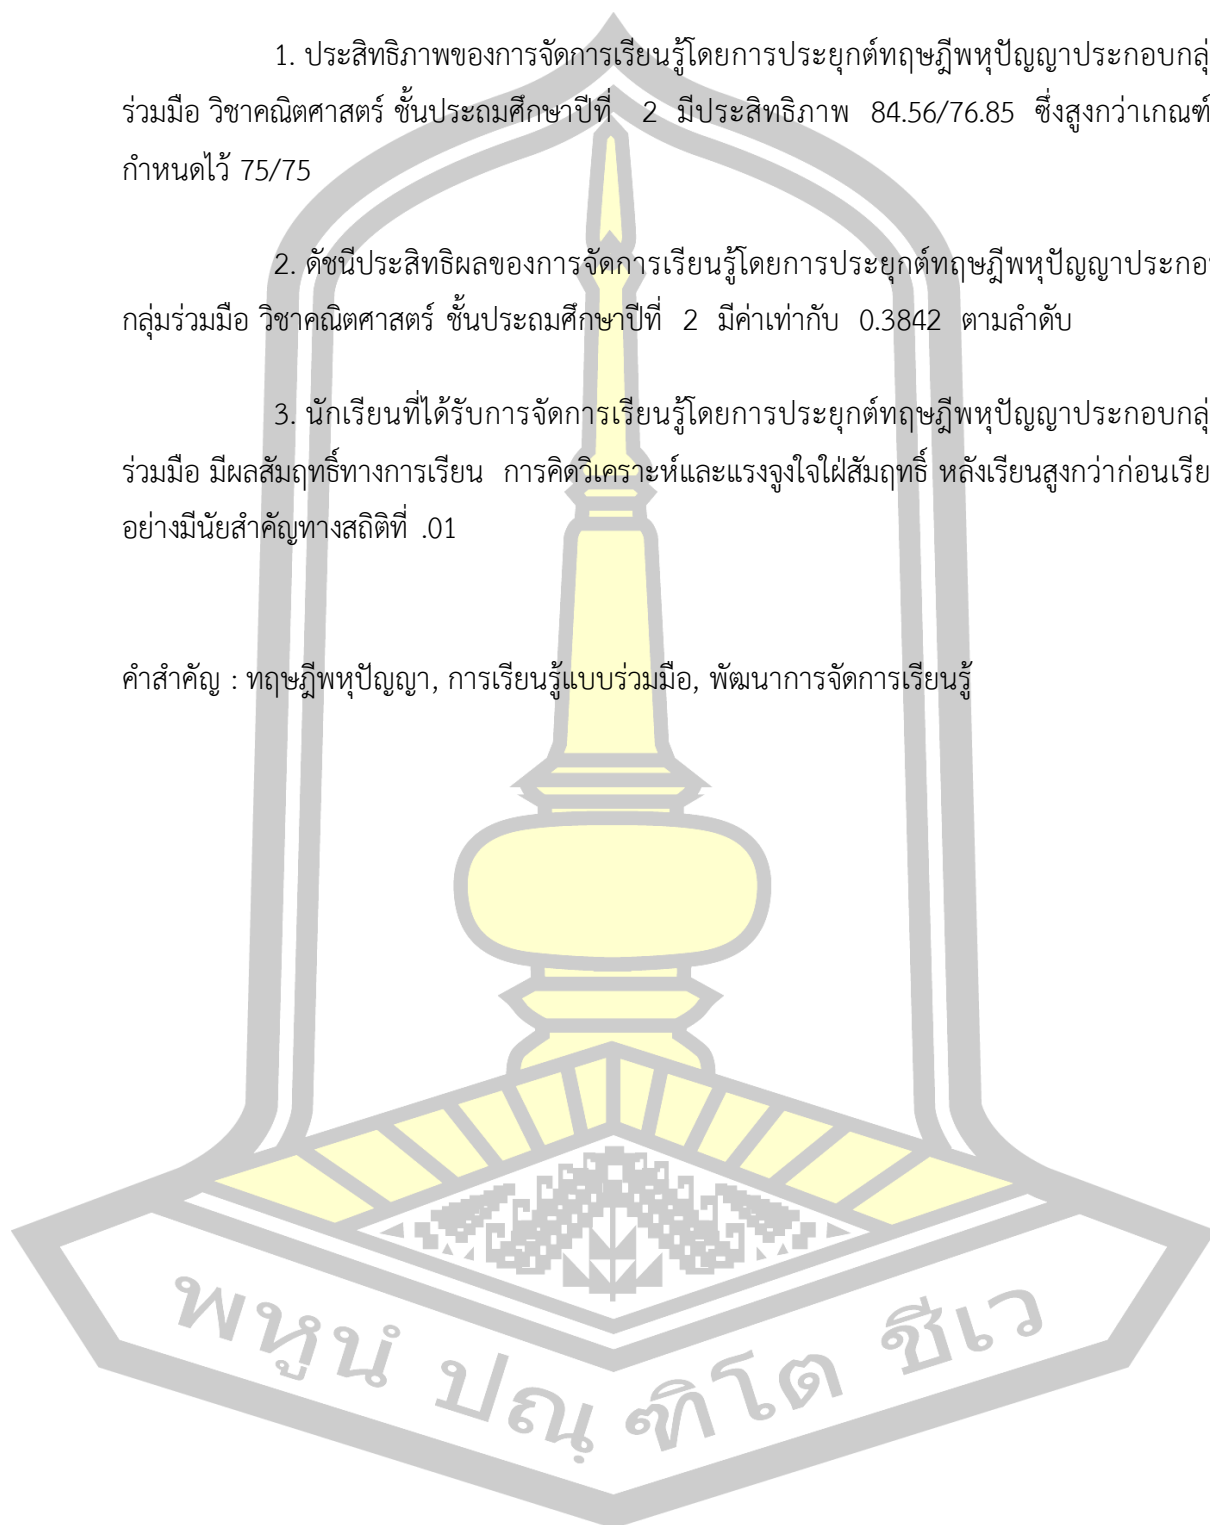 1. ประสิทธิภาพของการจัดการเรียนรู้โดยการประยุกต์ทฤษฎีพหุปัญญาประกอบกลุ่
ร่วมมือ วิชาคณิตศาสตร์ ชั้นประถมศึกษาปีที่ 2 มีประสิทธิภาพ 84.56/76.85 ซึ่งสูงกว่าเกณฑ์
กำหนดไว้ 75/75
2. ดัชนีประสิทธิผลของการจัดการเรียนรู้โดยการประยุกต์ทฤษฎีพหุปัญญาประกอ
กลุ่มร่วมมือ วิชาคณิตศาสตร์ ชั้นประถมศึกษาปีที่ 2 มีค่าเท่ากับ 0.3842 ตามลำดับ
3. นักเรียนที่ได้รับการจัดการเรียนรู้โดยการประยุกต์ทฤษฎีพหุปัญญาประกอบกลุ่
ร่วมมือ มีผลสัมฤทธิ์ทางการเรียน การคิดวิเคราะห์และแรงจูงใจใฝ่สัมฤทธิ์ หลังเรียนสูงกว่าก่อนเรีย
อย่างมีนัยสำคัญทางสถิติที่ .01
คำสำคัญ : ทฤษฎีพหุปัญญา, การเรียนรู้แบบร่วมมือ, พัฒนาการจัดการเรียนรู้
พหูนํ ปณฺ ฑิโต ชีเว